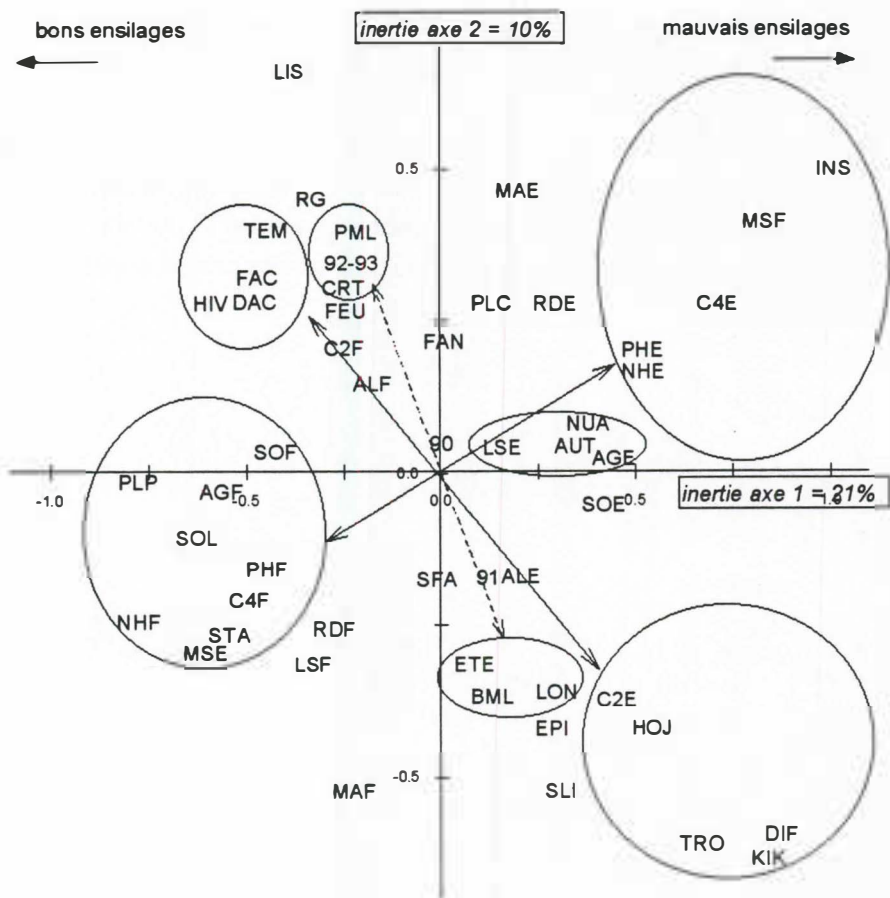 inertie axe 2 = 10%
bons ensilages
mauvais ensilages
LIS
0.5
INS
MAE
RG
MSF
TEM
PML
92-93
FAC
CRT
HIV DAC
PLC
RDE
C4E
FEU
FAN
C2F
PHE
NHE
ALF
NUA
90
LSE
AUT
SOF
AGE
0.0
PLP
AGF
-1.0
-0.5
0.0
SOE
0.5
inertie axe 1 = 21%
SOL
PHF
SFA
91
ALE
C4F
NHF
RDF
STA
MSE
LSF
ETE
BML
LON
C2E
EPI
HOJ
-0.5
MAF
SLI
TRO
DIF
KIK